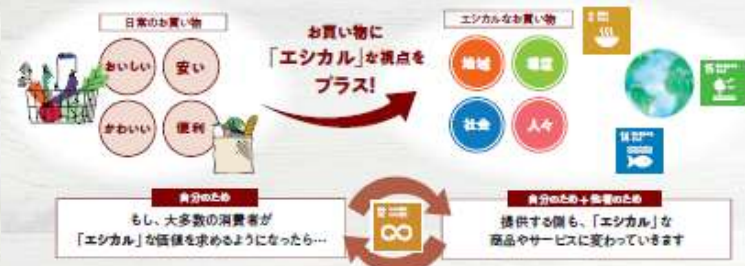 日常のお買い物
おいしい
安い
かわいい
便利
お買い物に
「エシカル」な視点を
プラス!
エシカルなお買い物
地域
環境
社会
人々
自分のため
もし、大多数の消費者が
「エシカル」な価値を求めるようになったら…
自分のため+他者のため
提供する側も、「エシカル」な
商品やサービスに変わっていきます